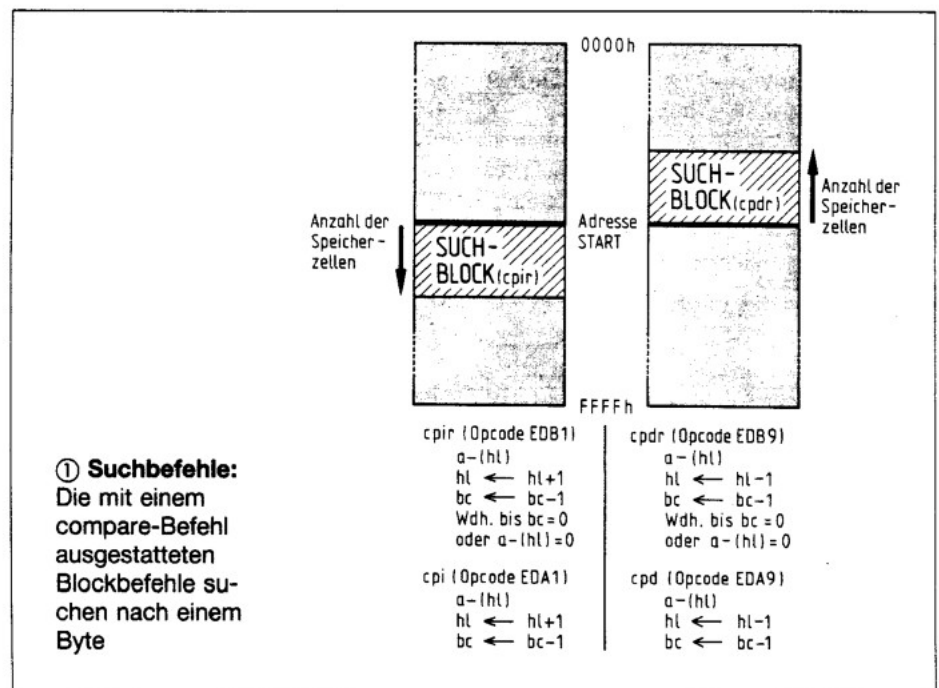 0000h
SUCH-
BLOCK(cpdr)
Anzahl der
Speicher-
zellen
Anzahl der
Speicher-
zellen
Adresse
START
SUCH-
BLOCK(cpir)
FFFFh
cpir (Opcode EDB1)
a-(hl)
hl ← hl+1
bc ← bc-1
Wdh. bis bc=0
oder a-(hl)=0
cpi (Opcode EDA1)
a-(hl)
hl ← hl+1
bc ← bc-1
cpdr (Opcode EDB9)
a-(hl)
hl ← hl-1
bc ← bc-1
Wdh. bis bc=0
oder a-(hl)=0
cpd (Opcode EDA9)
a-(hl)
hl ← hl-1
bc ← bc-1
① Suchbefehle:
Die mit einem
compare-Befehl
ausgestatteten
Blockbefehle su-
chen nach einem
Byte